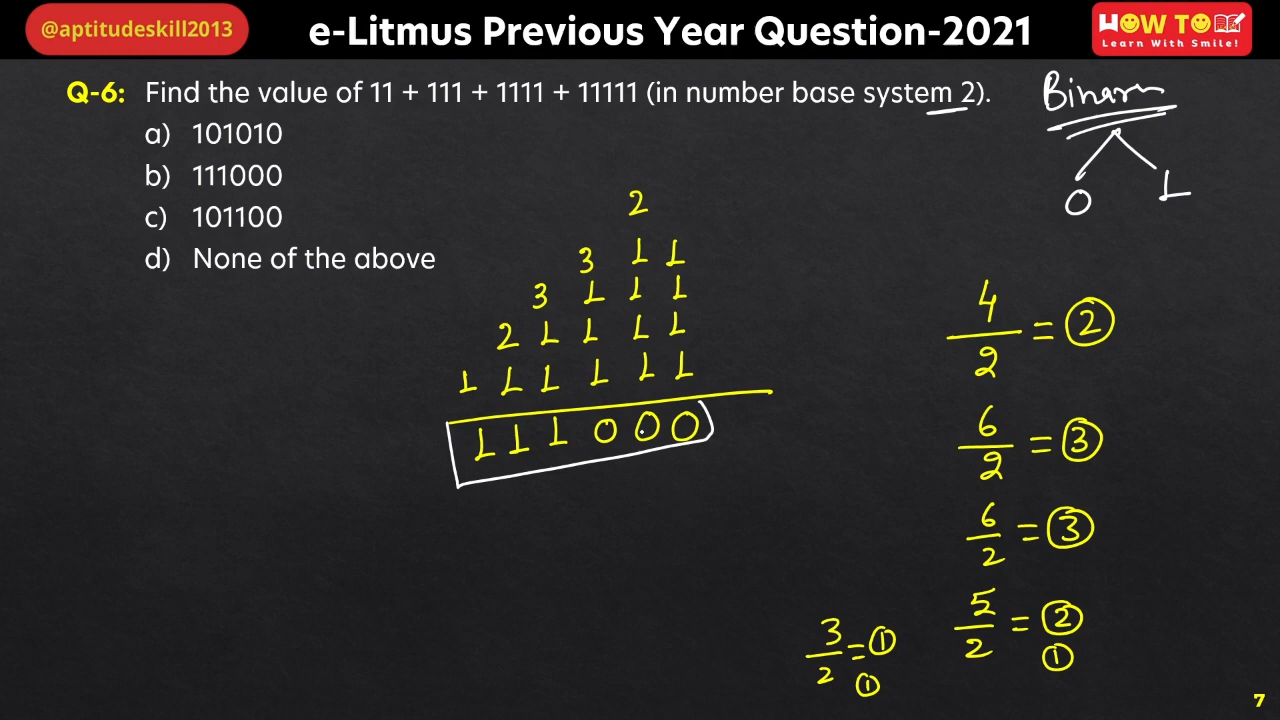 @aptitudeskill2013
e-Litmus Previous Year Question-2021
HOW TO
Learn With Smile!
Q-6: Find the value of 11 + 111 + 1111 + 11111 (in number base system 2).
a) 101010
b) 111000
c) 101100
d) None of the above
Binary
0 1
2
3 1 1
3 1 1 1
2 1 1 1 1
1 1 1 1 1 1
1 1 1 0 0 0
4/2 = 2
6/2 = 3
6/2 = 3
5/2 = 2
1
3/2 = 1
1
7